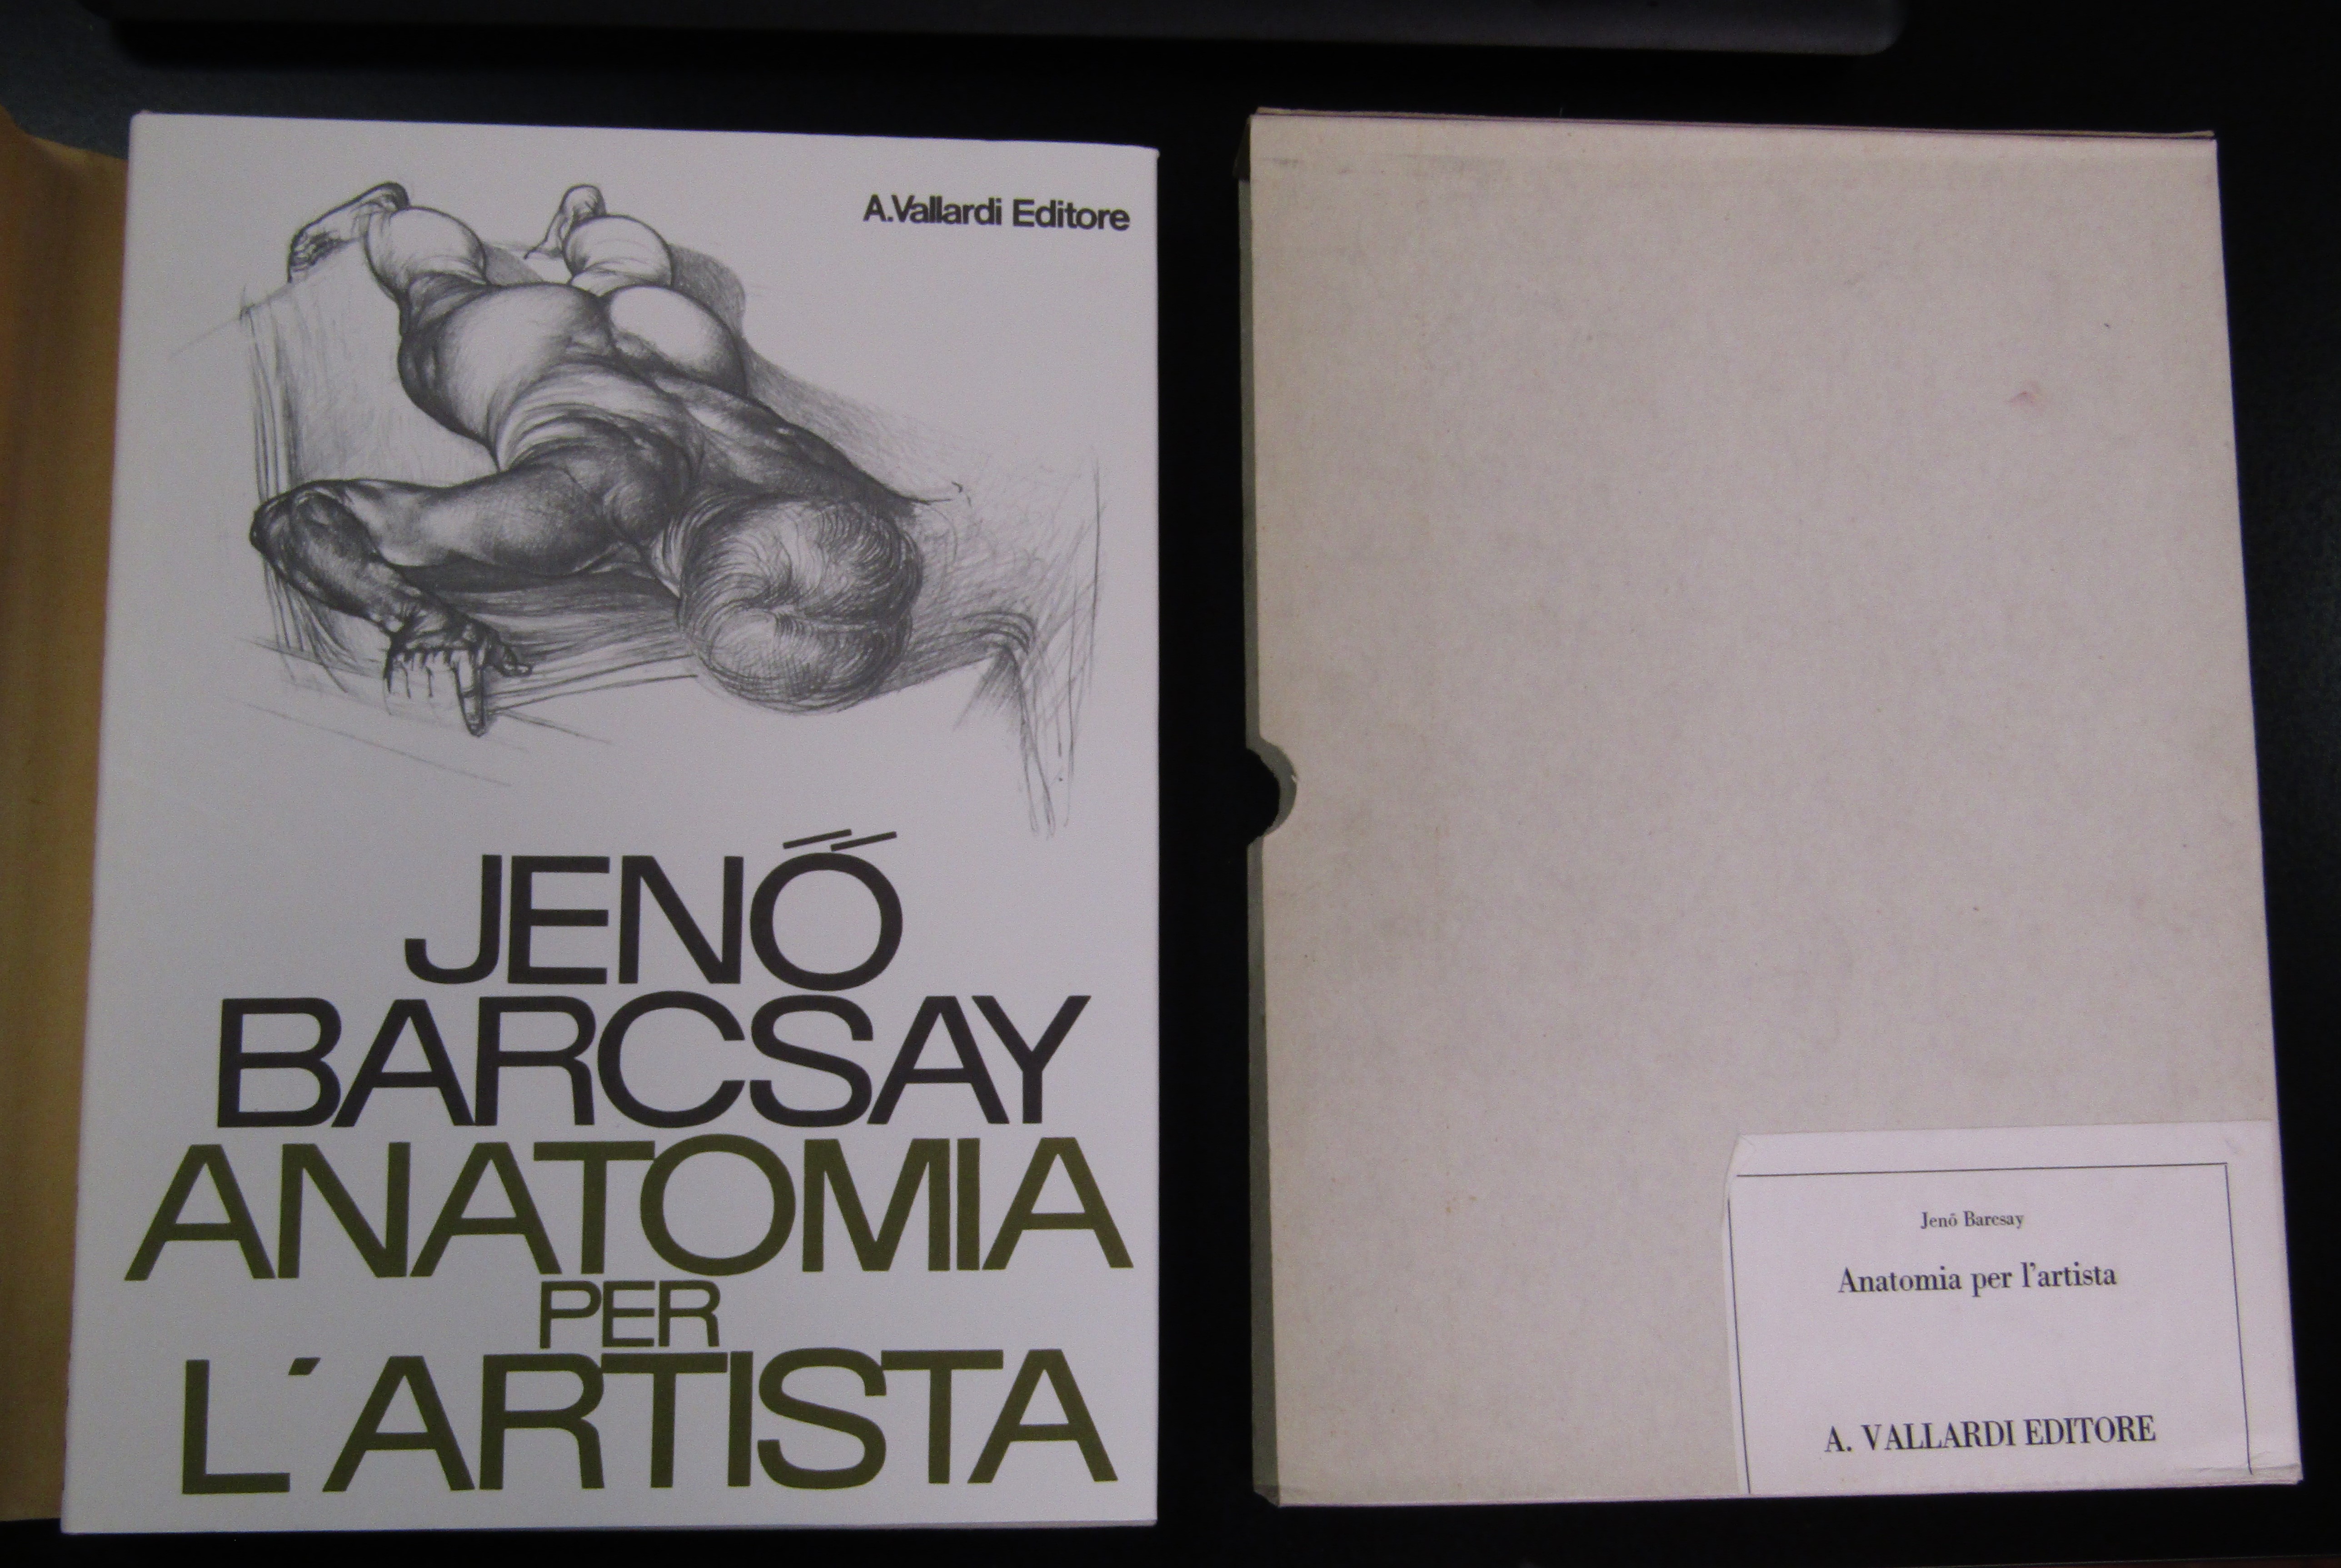 A.Vallardi Editore
JENŐ
BARCSAY
ANATOMIA
PER
L'ARTISTA
Jenő Barcsay
Anatomia per l'artista
A. VALLARDI EDITORE